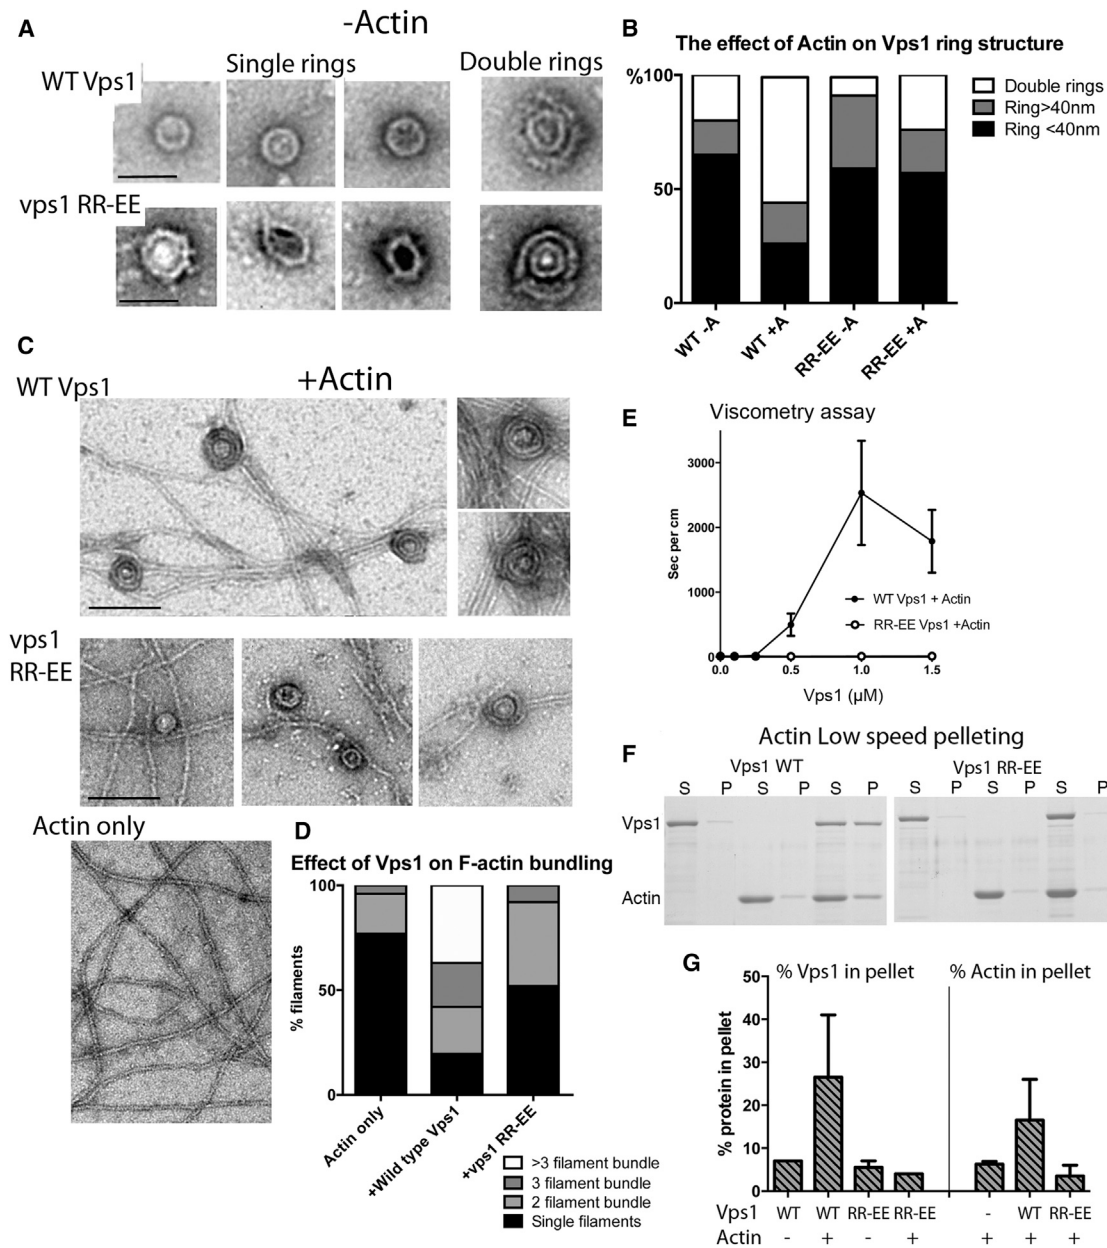 A
-Actin
WT Vps1
Single rings
Double rings
vps1 RR-EE
B
The effect of Actin on Vps1 ring structure
%100
50
0
Double rings
Ring>40nm
Ring <40nm
WT -A
WT +A
RR-EE -A
RR-EE +A
C
WT Vps1
+Actin
vps1
RR-EE
Actin only
D
Effect of Vps1 on F-actin bundling
% filaments
100
50
0
Actin only
+Wild type Vps1
+vps1 RR-EE
>3 filament bundle
3 filament bundle
2 filament bundle
Single filaments
E
Viscometry assay
Sec per cm
3000
2000
1000
0
WT Vps1 + Actin
RR-EE Vps1 +Actin
0.0 0.5 1.0 1.5
Vps1 (µM)
F
Actin Low speed pelleting
Vps1 WT
Vps1 RR-EE
S P S P S P
S P S P S P
Vps1
Actin
G
% Vps1 in pellet
% Actin in pellet
% protein in pellet
50
40
30
20
10
0
Vps1 WT WT RR-EE RR-EE - WT RR-EE
Actin - + - + + + +